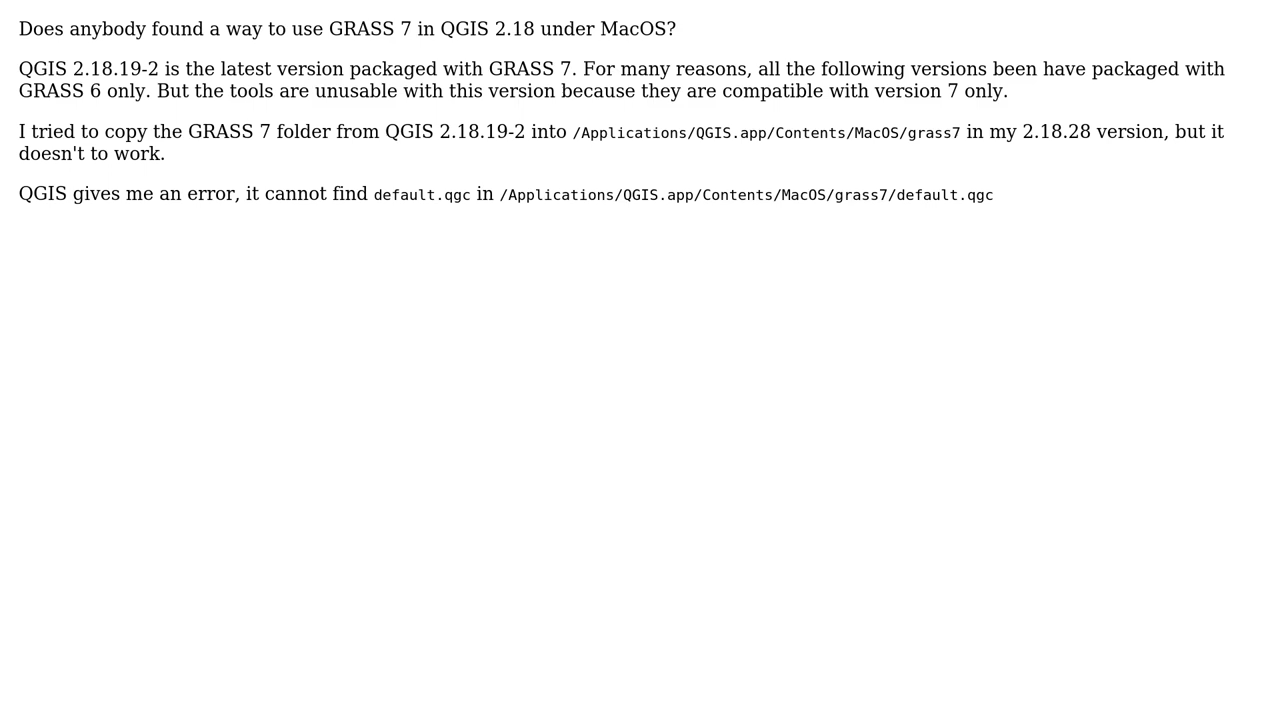 Does anybody found a way to use GRASS 7 in QGIS 2.18 under MacOS?
QGIS 2.18.19-2 is the latest version packaged with GRASS 7. For many reasons, all the following versions been have packaged with
GRASS 6 only. But the tools are unusable with this version because they are compatible with version 7 only.
I tried to copy the GRASS 7 folder from QGIS 2.18.19-2 into /Applications/QGIS.app/Contents/MacOS/grass7 in my 2.18.28 version, but it
doesn't to work.
QGIS gives me an error, it cannot find default.qgc in /Applications/QGIS.app/Contents/MacOS/grass7/default.qgc